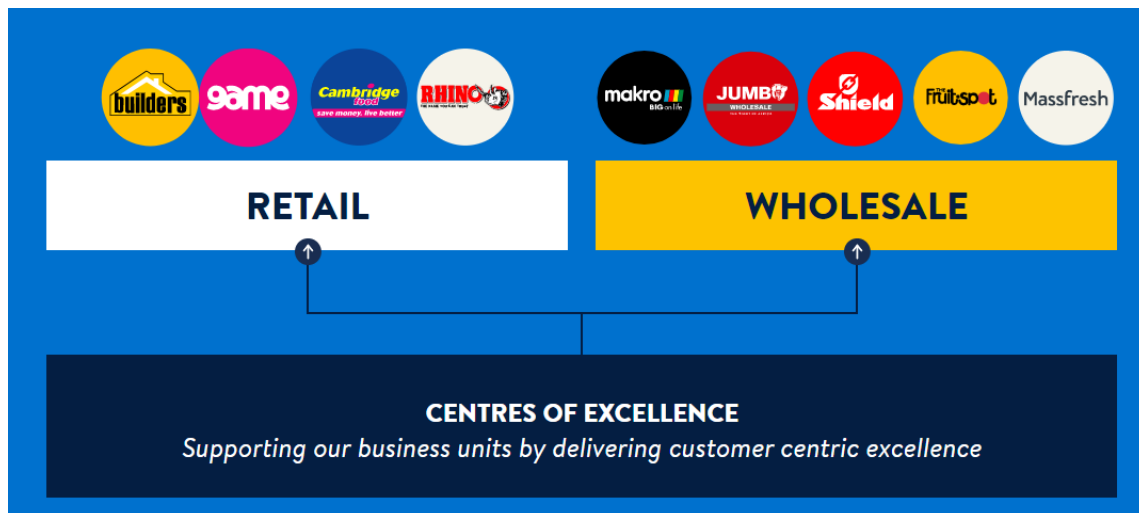 builders
game
Cambridge
food
save money. live better
RHINO
makro
BIG on life
JUMBO
WHOLESALE
Shield
Fruitspot
Massfresh
RETAIL
WHOLESALE
CENTRES OF EXCELLENCE
Supporting our business units by delivering customer centric excellence